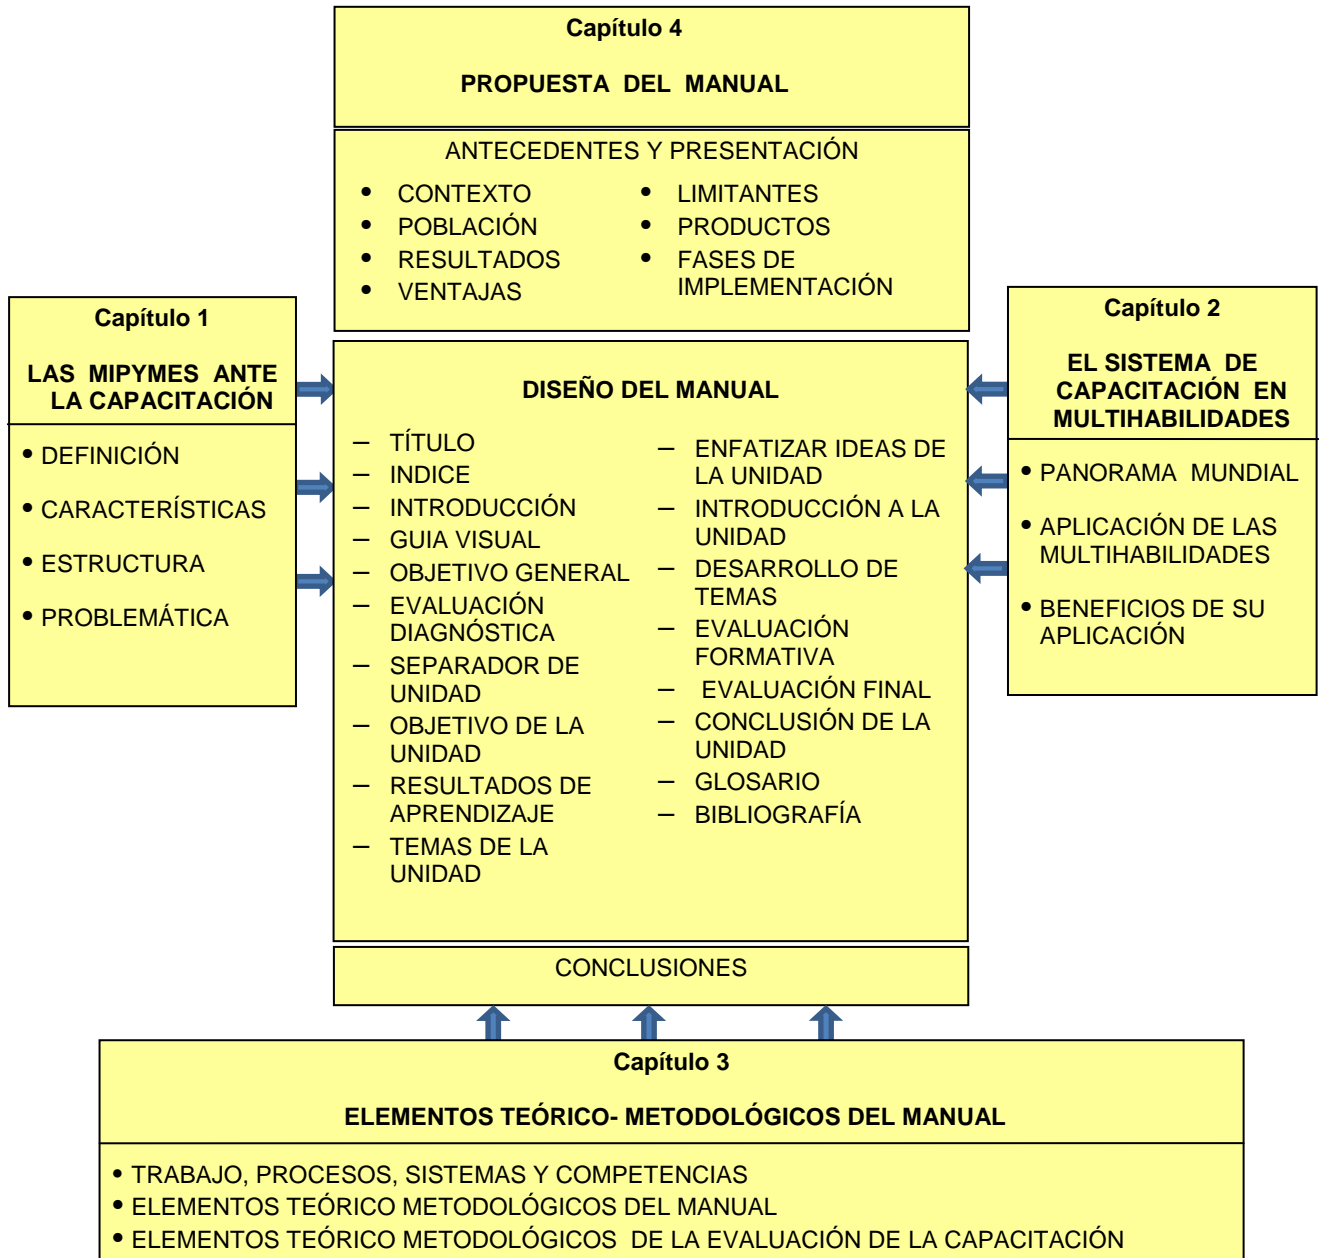 Capítulo 4
PROPUESTA DEL MANUAL
ANTECEDENTES Y PRESENTACIÓN
• CONTEXTO
• POBLACIÓN
• RESULTADOS
• VENTAJAS
• LIMITANTES
• PRODUCTOS
• FASES DE
IMPLEMENTACIÓN
Capítulo 1
LAS MIPYMES ANTE
LA CAPACITACIÓN
• DEFINICIÓN
• CARACTERÍSTICAS
• ESTRUCTURA
• PROBLEMÁTICA
DISEÑO DEL MANUAL
– TÍTULO
– INDICE
– INTRODUCCIÓN
– GUIA VISUAL
– OBJETIVO GENERAL
– EVALUACIÓN
DIAGNÓSTICA
– SEPARADOR DE
UNIDAD
– OBJETIVO DE LA
UNIDAD
– RESULTADOS DE
APRENDIZAJE
– TEMAS DE LA
UNIDAD
– ENFATIZAR IDEAS DE
LA UNIDAD
– INTRODUCCIÓN A LA
UNIDAD
– DESARROLLO DE
TEMAS
– EVALUACIÓN
FORMATIVA
– EVALUACIÓN FINAL
– CONCLUSIÓN DE LA
UNIDAD
– GLOSARIO
– BIBLIOGRAFÍA
Capítulo 2
EL SISTEMA DE
CAPACITACIÓN EN
MULTIHABILIDADES
• PANORAMA MUNDIAL
• APLICACIÓN DE LAS
MULTIHABILIDADES
• BENEFICIOS DE SU
APLICACIÓN
CONCLUSIONES
Capítulo 3
ELEMENTOS TEÓRICO- METODOLÓGICOS DEL MANUAL
• TRABAJO, PROCESOS, SISTEMAS Y COMPETENCIAS
• ELEMENTOS TEÓRICO METODOLÓGICOS DEL MANUAL
• ELEMENTOS TEÓRICO METODOLÓGICOS DE LA EVALUACIÓN DE LA CAPACITACIÓN